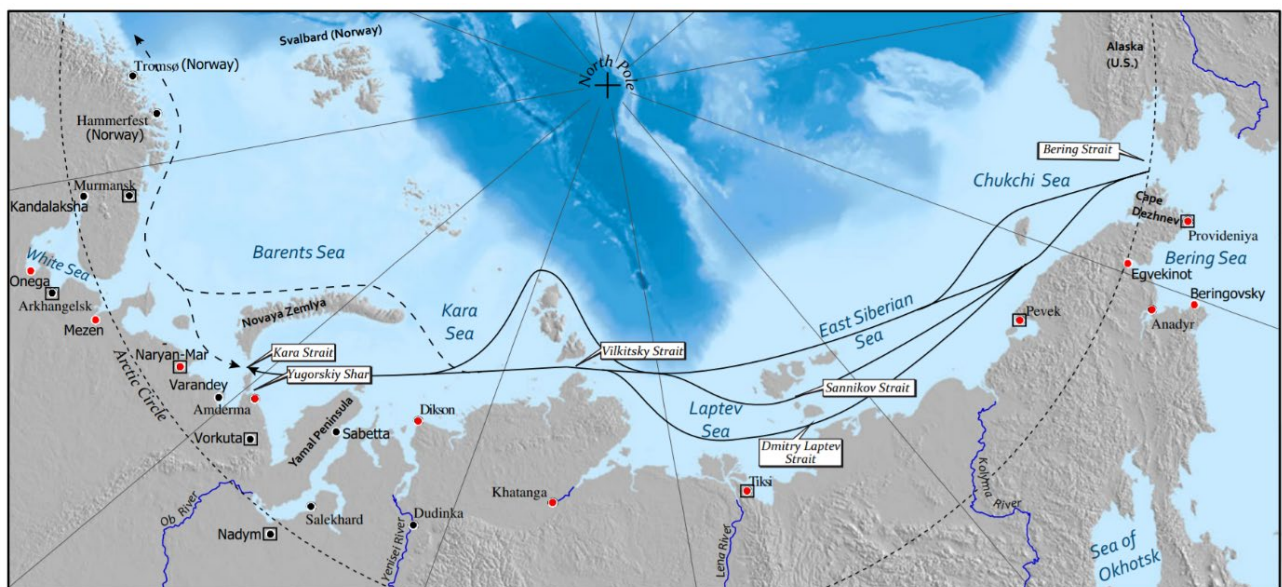 Svalbard (Norway)
Tromsø (Norway)
Hammerfest
(Norway)
North Pole
Alaska
(U.S.)
Bering Strait
Chukchi Sea
Murmansk
Kandalaksha
Cape
Dezhnev
Provideniya
Barents Sea
White Sea
Onega
Arkhangelsk
Mezen
Egvekinot
Bering Sea
Beringovsky
Anadyr
Novaya Zemlya
Kara
Sea
East Siberian
Sea
Pevek
Naryan-Mar
Kara Strait
Vilkitsky Strait
Varandey
Yugorskiy Shar
Amderma
Arctic Circle
Sannikov Strait
Laptev
Sea
Dikson
Yamal Peninsula
Sabetta
Vorkuta
Dmitry Laptev
Strait
Tiksi
Khatanga
Kolyma
River
Ob River
Salekhard
Dudinka
Nadym
Yenisei River
Lena River
Sea of
Okhotsk